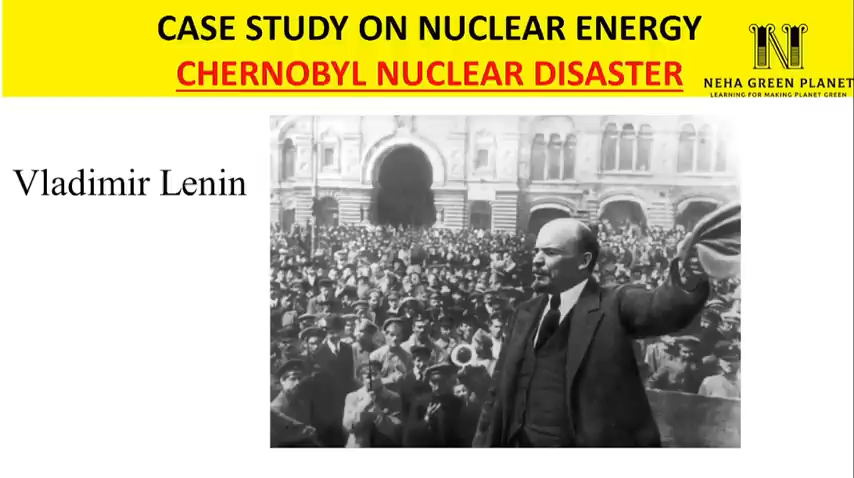 CASE STUDY ON NUCLEAR ENERGY
CHERNOBYL NUCLEAR DISASTER
N
NEHA GREEN PLANET
LEARNING FOR MAKING PLANET GREEN
Vladimir Lenin